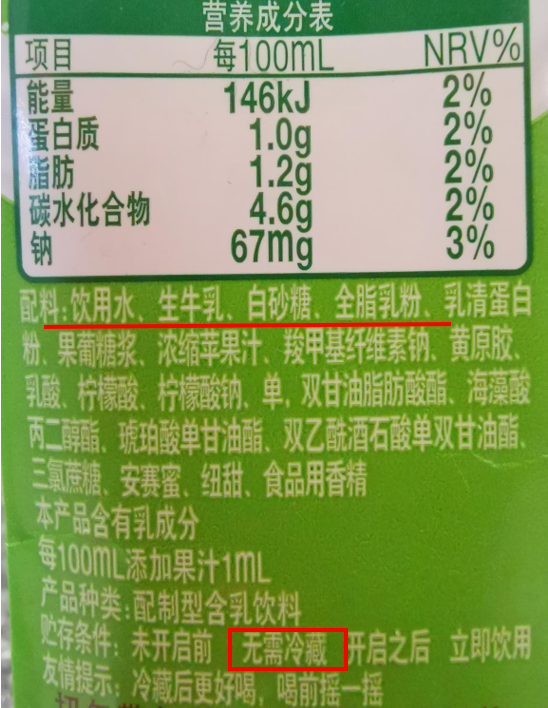 营养成分表
项目 每100mL NRV%
能量 146kJ 2%
蛋白质 1.0g 2%
脂肪 1.2g 2%
碳水化合物 4.6g 2%
钠 67mg 3%
配料:饮用水、生牛乳、白砂糖、全脂乳粉、乳清蛋白
粉、果葡糖浆、浓缩苹果汁、羧甲基纤维素钠、黄原胶、
乳酸、柠檬酸、柠檬酸钠、单,双甘油脂肪酸酯、海藻酸
丙二醇酯、琥珀酸单甘油酯、双乙酰酒石酸单双甘油酯、
三氯蔗糖、安赛蜜、纽甜、食品用香精
本产品含有乳成分
每100mL添加果汁1mL
产品种类:配制型含乳饮料
贮存条件:未开启前 无需冷藏 开启之后 立即饮用
友情提示:冷藏后更好喝,喝前摇一摇